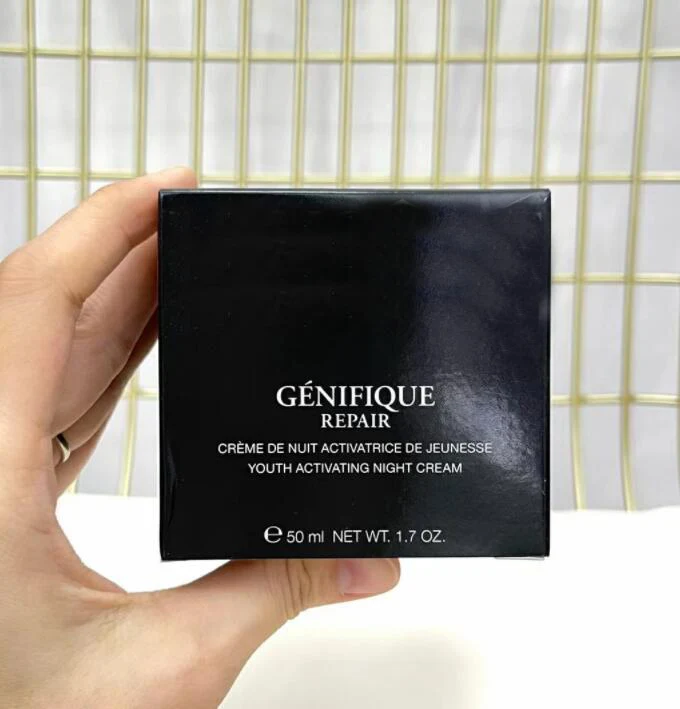 GÉNIFIQUE
REPAIR
CRÈME DE NUIT ACTIVATRICE DE JEUNESSE
YOUTH ACTIVATING NIGHT CREAM
℮ 50 ml NET WT. 1.7 OZ.